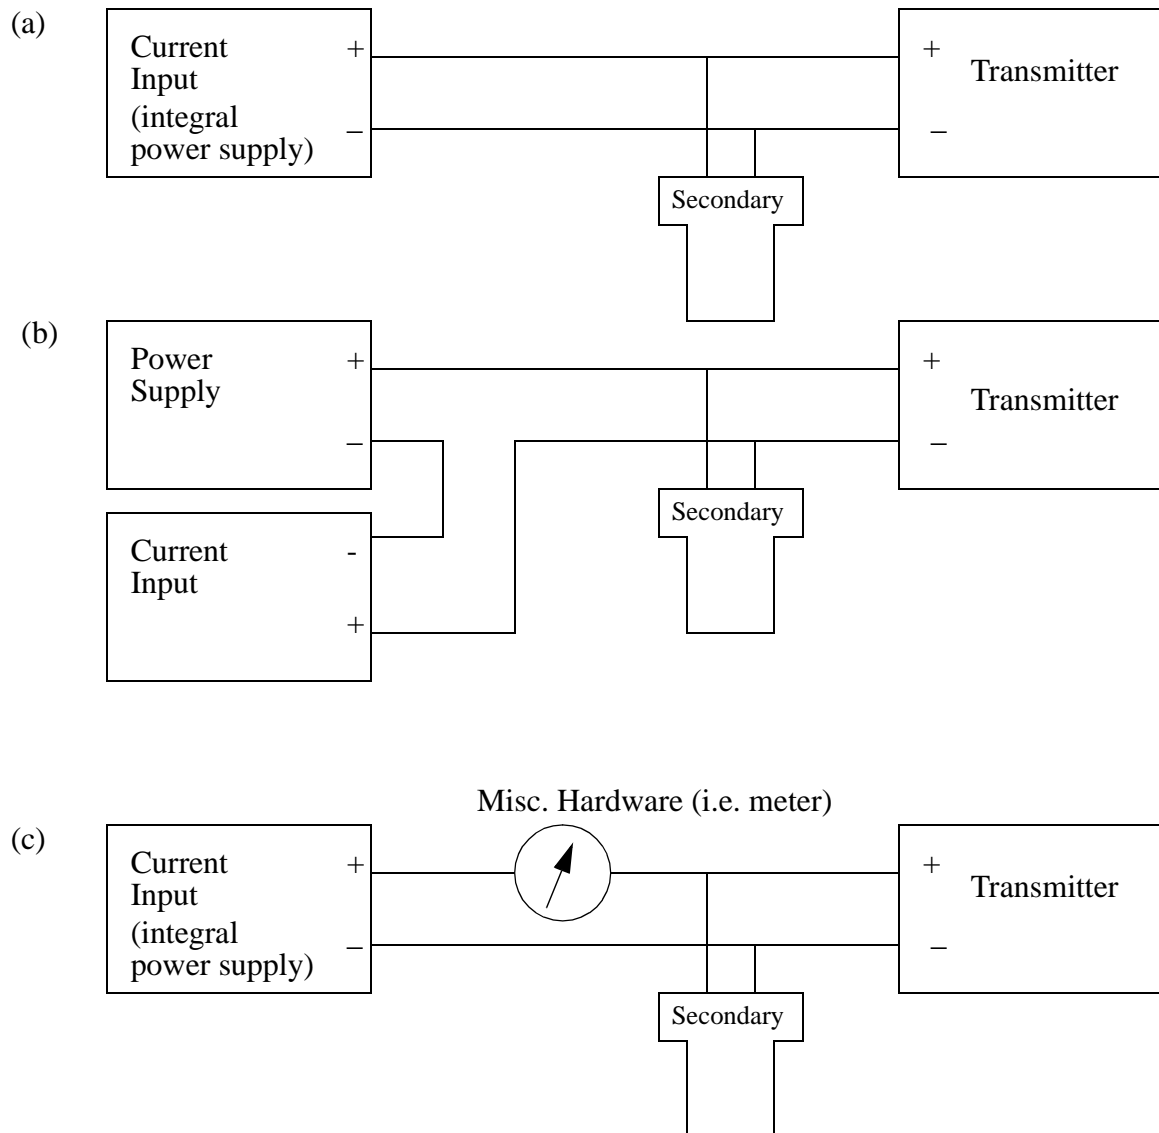 (a)
Current
Input
(integral
power supply)
+
–
+
–
Transmitter
Secondary
(b)
Power
Supply
+
–
Current
Input
-
+
+
–
Transmitter
Secondary
Misc. Hardware (i.e. meter)
(c)
Current
Input
(integral
power supply)
+
–
+
–
Transmitter
Secondary